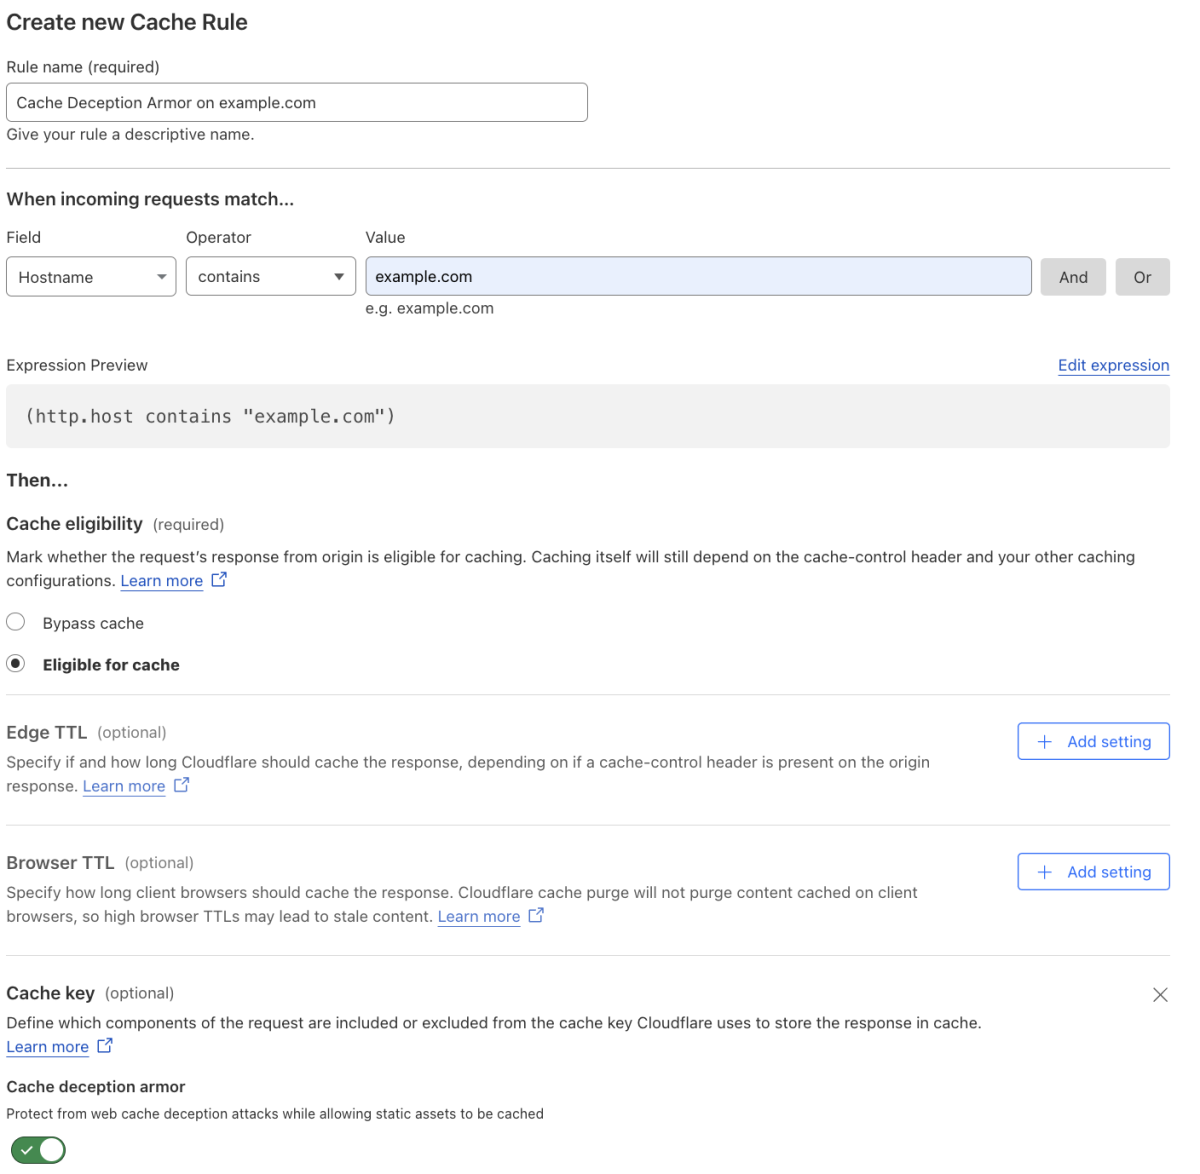 Create new Cache Rule
Rule name (required)
Cache Deception Armor on example.com
Give your rule a descriptive name.
When incoming requests match...
Field Operator Value
Hostname contains example.com And Or
e.g. example.com
Expression Preview Edit expression
(http.host contains "example.com")
Then...
Cache eligibility (required)
Mark whether the request's response from origin is eligible for caching. Caching itself will still depend on the cache-control header and your other caching
configurations. Learn more
Bypass cache
Eligible for cache
Edge TTL (optional)
+ Add setting
Specify if and how long Cloudflare should cache the response, depending on if a cache-control header is present on the origin
response. Learn more
Browser TTL (optional)
+ Add setting
Specify how long client browsers should cache the response. Cloudflare cache purge will not purge content cached on client
browsers, so high browser TTLs may lead to stale content. Learn more
Cache key (optional)
Define which components of the request are included or excluded from the cache key Cloudflare uses to store the response in cache.
Learn more
Cache deception armor
Protect from web cache deception attacks while allowing static assets to be cached